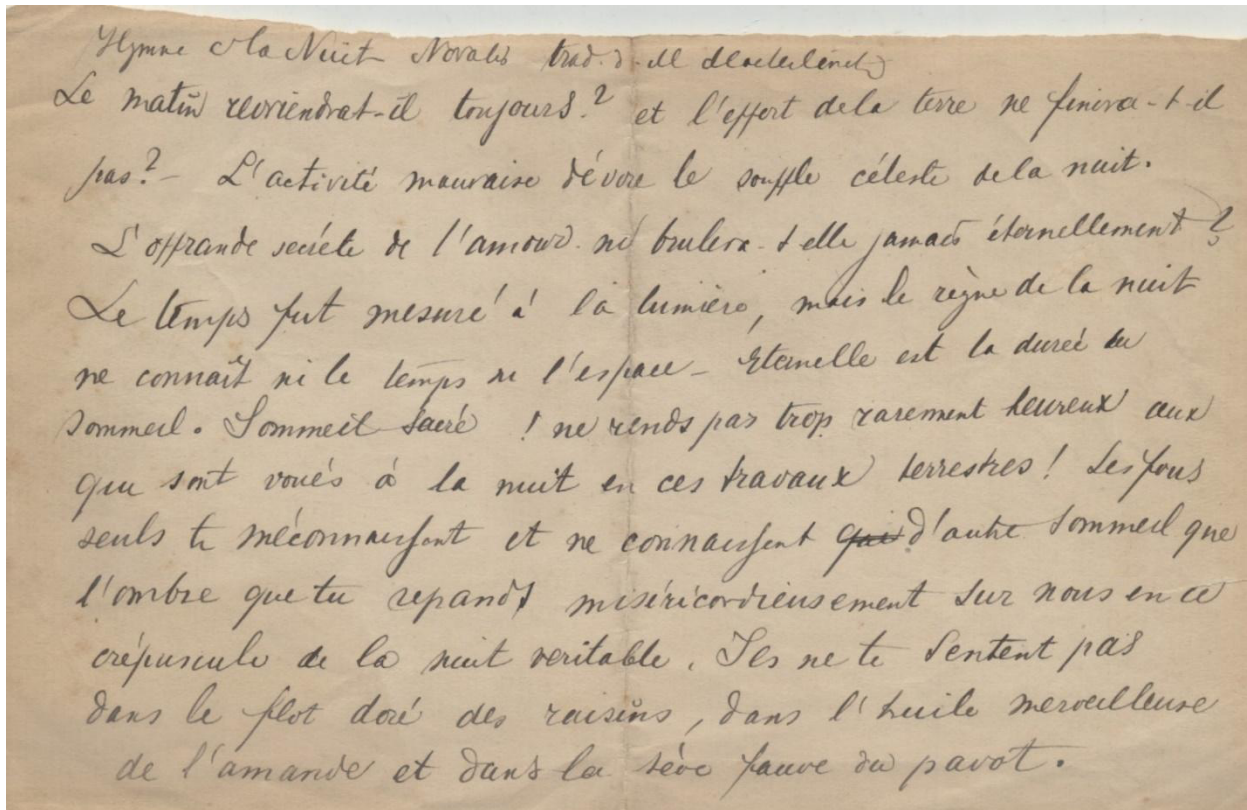 Hymne à la Nuit Novalis trad. d. M Maeterlinck
Le matin reviendrat-il toujours? et l'effort de la terre ne finira-t-il
pas? - L'activité mauvaise dévore le souffle céleste de la nuit.
L'offrande secrète de l'amour ne brulera-t elle jamais éternellement?
Le temps fut mesuré à la lumière, mais le règne de la nuit
ne connaît ni le temps ni l'espace - Eternelle est la durée du
sommeil. Sommeil sacré ! ne rends pas trop rarement heureux ceux
qui sont voués à la nuit en ces travaux terrestres! Les fous
seuls te méconnaissent et ne connaissent que d'autre sommeil que
l'ombre que tu repands miséricordieusement sur nous en ce
crépuscule de la nuit veritable. Ils ne te sentent pas
dans le flot doré des raisins, dans l'huile merveilleuse
de l'amande et dans la sève fauve du pavot.